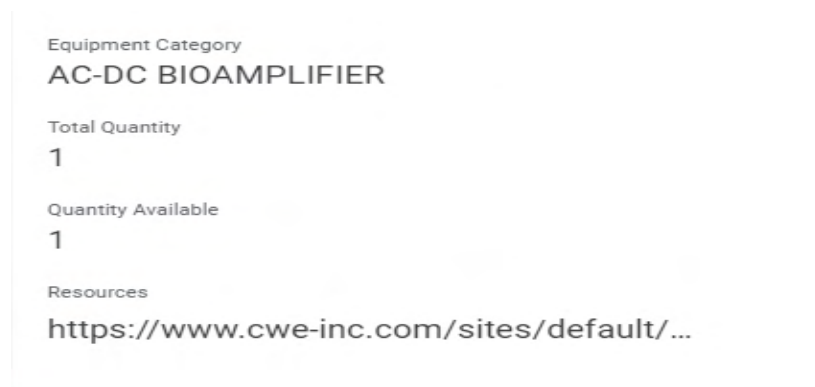 Equipment Category
AC-DC BIOAMPLIFIER
Total Quantity
1
Quantity Available
1
Resources
https://www.cwe-inc.com/sites/default/...